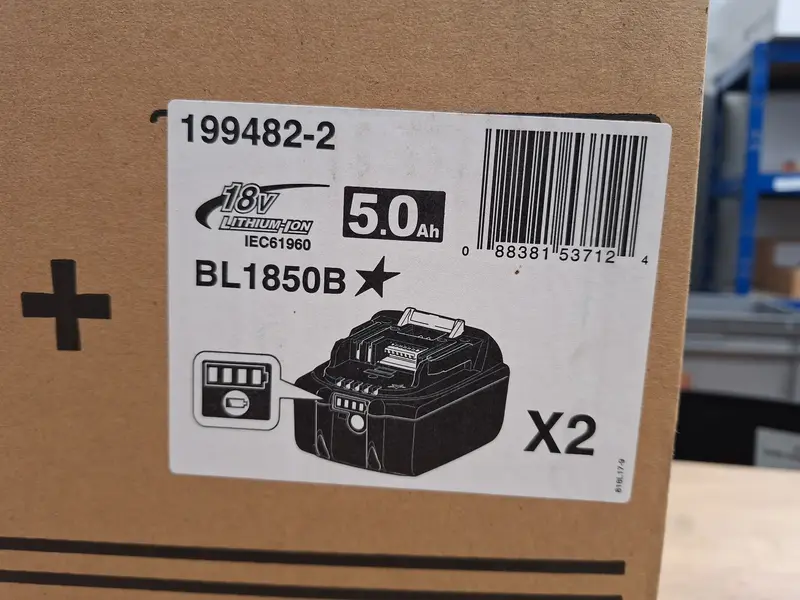 199482-2
18V
LITHIUM-ION
IEC61960
5.0Ah
0 88381 53712 4
BL1850B★
X2